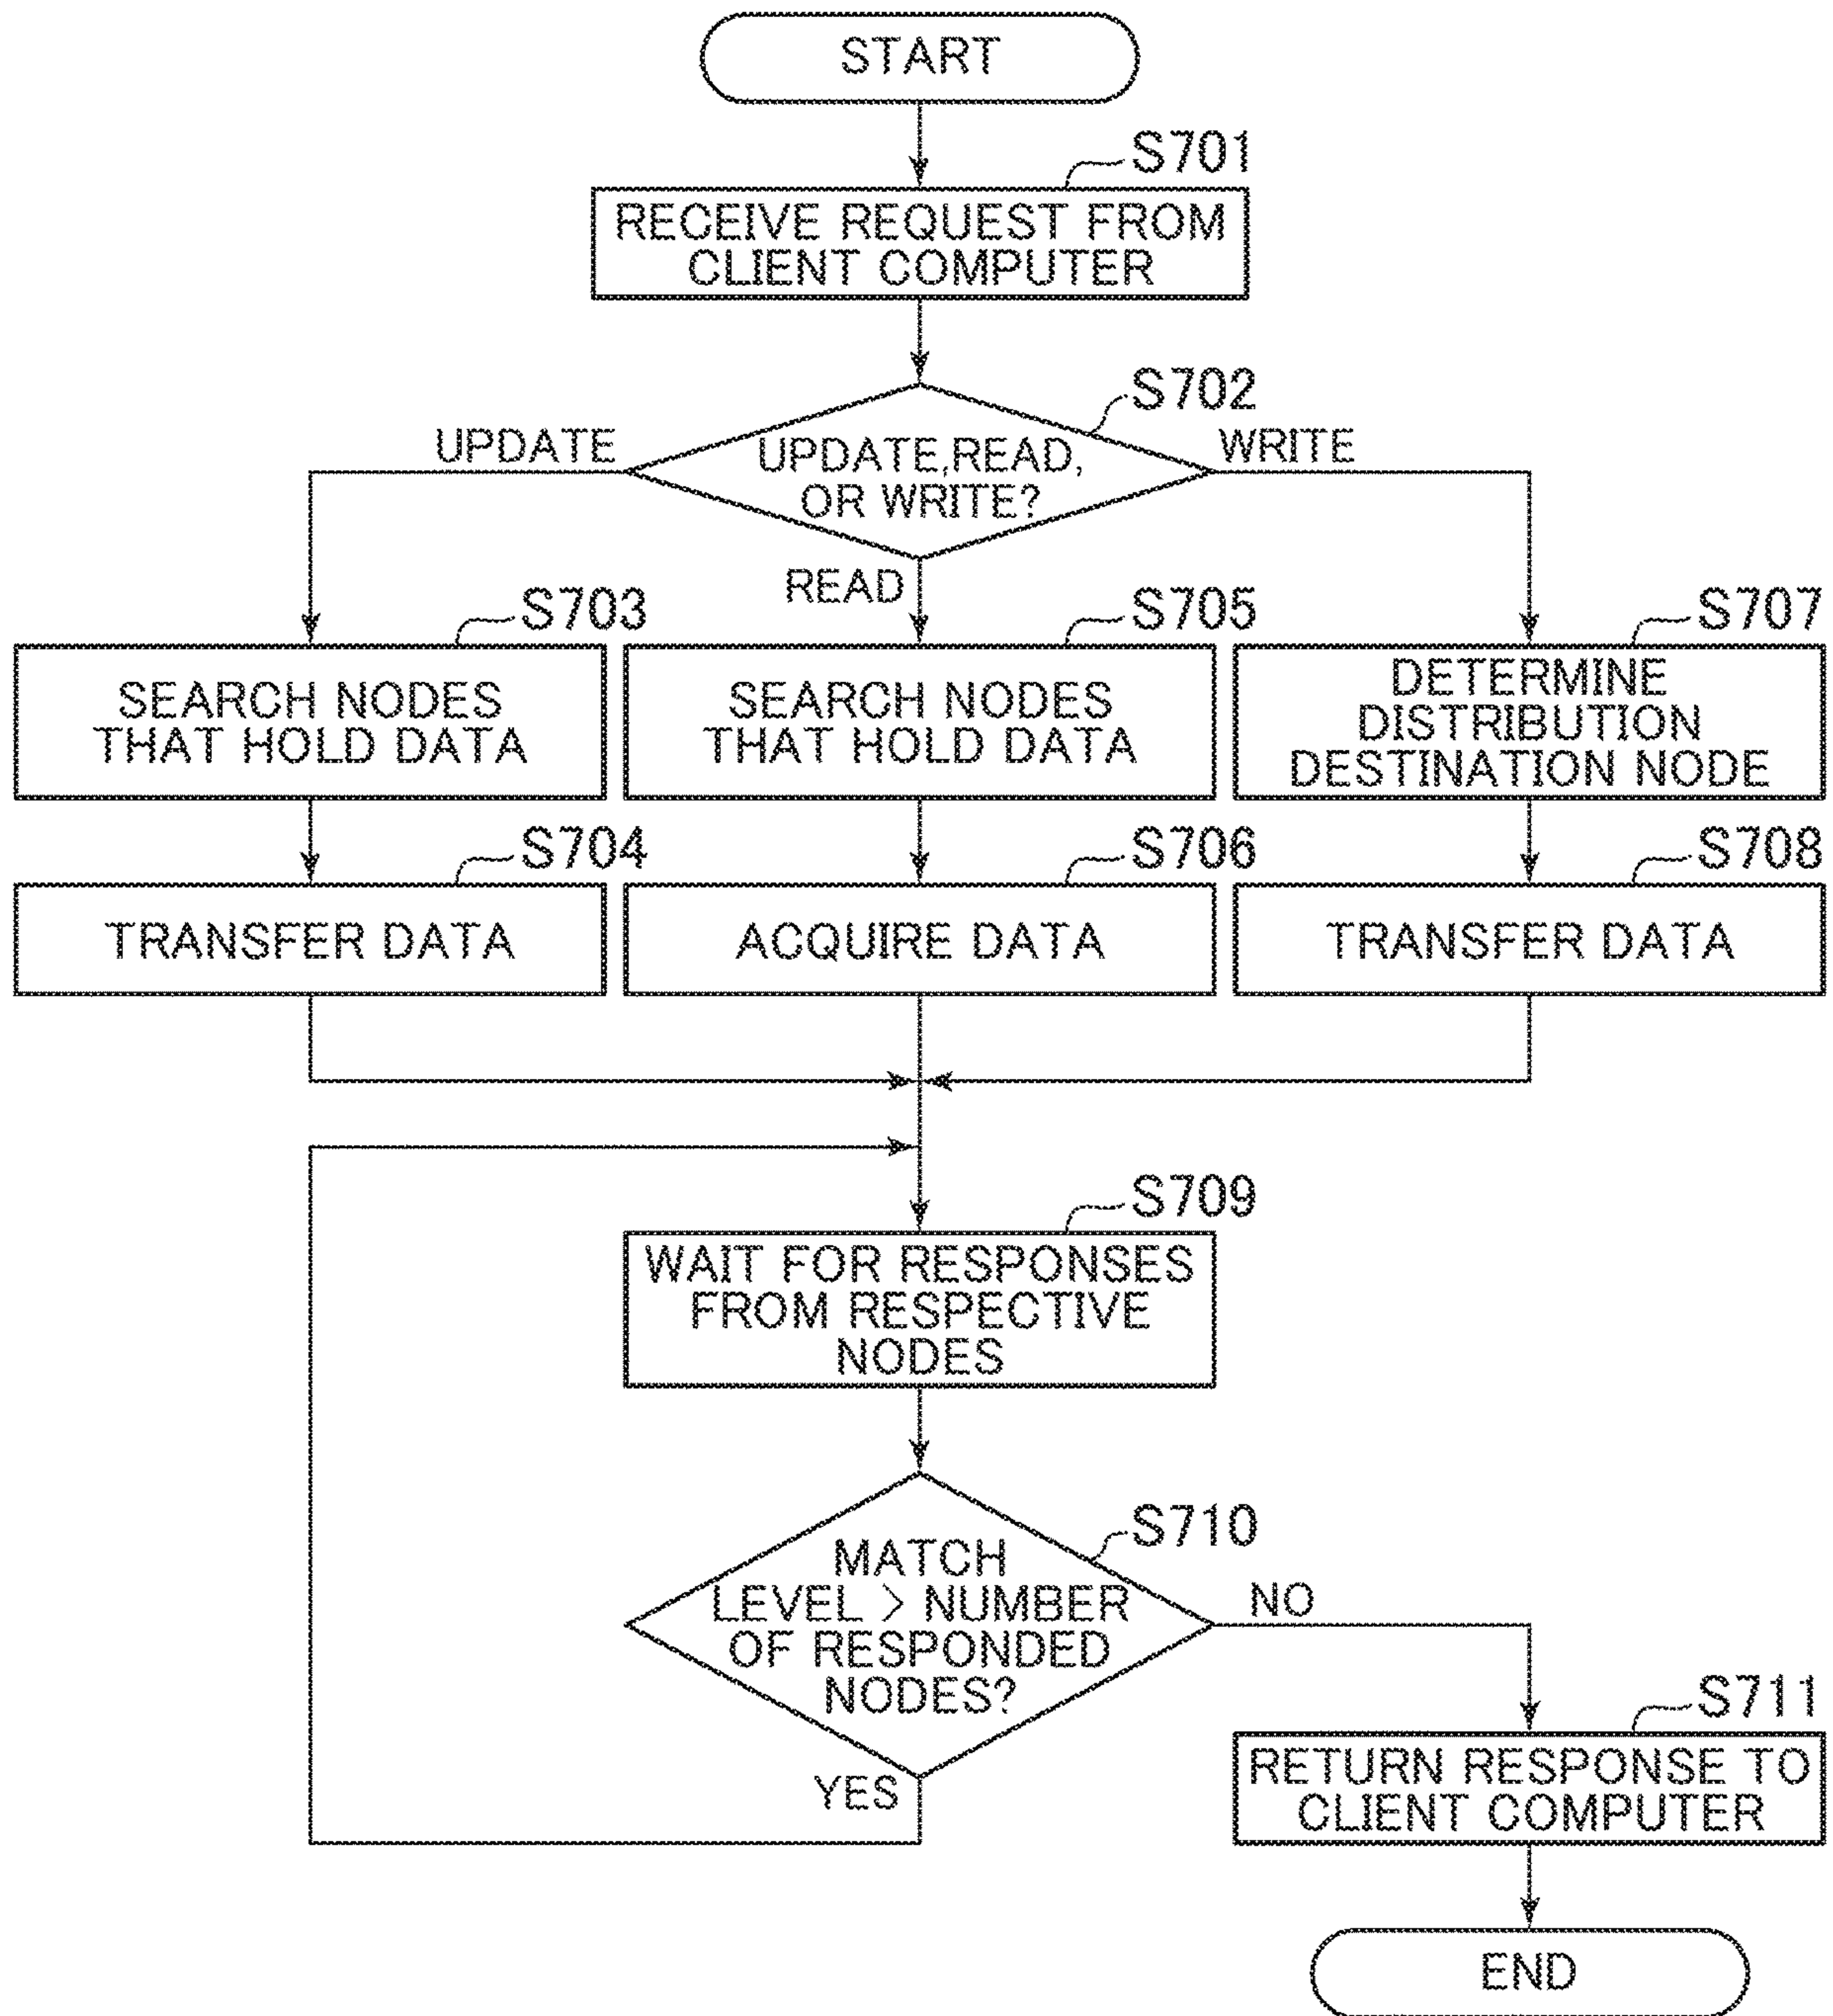 START
S701
RECEIVE REQUEST FROM
CLIENT COMPUTER
S702
UPDATE
UPDATE,READ,
OR WRITE?
WRITE
READ
S703
SEARCH NODES
THAT HOLD DATA
S705
SEARCH NODES
THAT HOLD DATA
S707
DETERMINE
DISTRIBUTION
DESTINATION NODE
S704
TRANSFER DATA
S706
ACQUIRE DATA
S708
TRANSFER DATA
S709
WAIT FOR RESPONSES
FROM RESPECTIVE
NODES
S710
MATCH
LEVEL > NUMBER
OF RESPONDED
NODES?
NO
YES
S711
RETURN RESPONSE TO
CLIENT COMPUTER
END